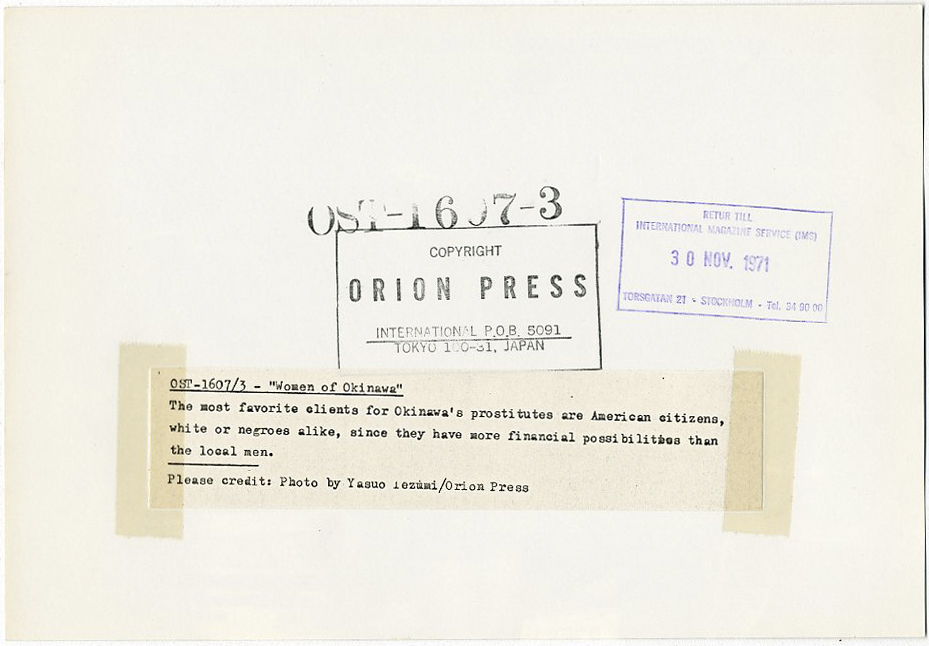 OST-1607-3
COPYRIGHT
ORION PRESS
INTERNATIONAL P.O.B. 5091
TOKYO 100-31, JAPAN
RETUR TILL
INTERNATIONAL MAGAZINE SERVICE (IMS)
30 NOV. 1971
TORSGATAN 21 - STOCKHOLM - Tel. 34 90 00
OST-1607/3 - "Women of Okinawa"
The most favorite clients for Okinawa's prostitutes are American citizens,
white or negroes alike, since they have more financial possibilities than
the local men.
Please credit: Photo by Yasuo Iezumi/Orion Press